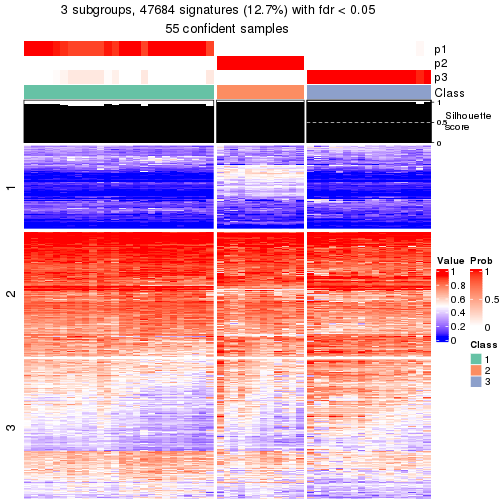 3 subgroups, 47684 signatures (12.7%) with fdr < 0.05
55 confident samples
p1
p2
p3
Class
1
0.5
0
Silhouette
score
1
2
3
Value Prob
1 1
0.8
0.6 0.5
0.4
0.2
0 0
Class
1
2
3